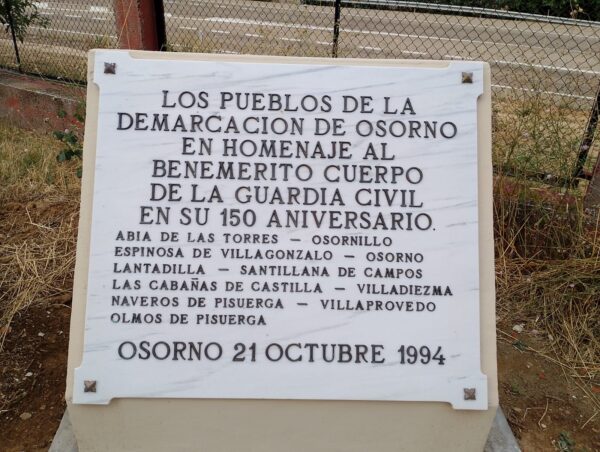 LOS PUEBLOS DE LA
DEMARCACION DE OSORNO
EN HOMENAJE AL
BENEMERITO CUERPO
DE LA GUARDIA CIVIL
EN SU 150 ANIVERSARIO.
ABIA DE LAS TORRES — OSORNILLO
ESPINOSA DE VILLAGONZALO — OSORNO
LANTADILLA — SANTILLANA DE CAMPOS
LAS CABAÑAS DE CASTILLA — VILLADIEZMA
NAVEROS DE PISUERGA — VILLAPROVEDO
OLMOS DE PISUERGA
OSORNO 21 OCTUBRE 1994